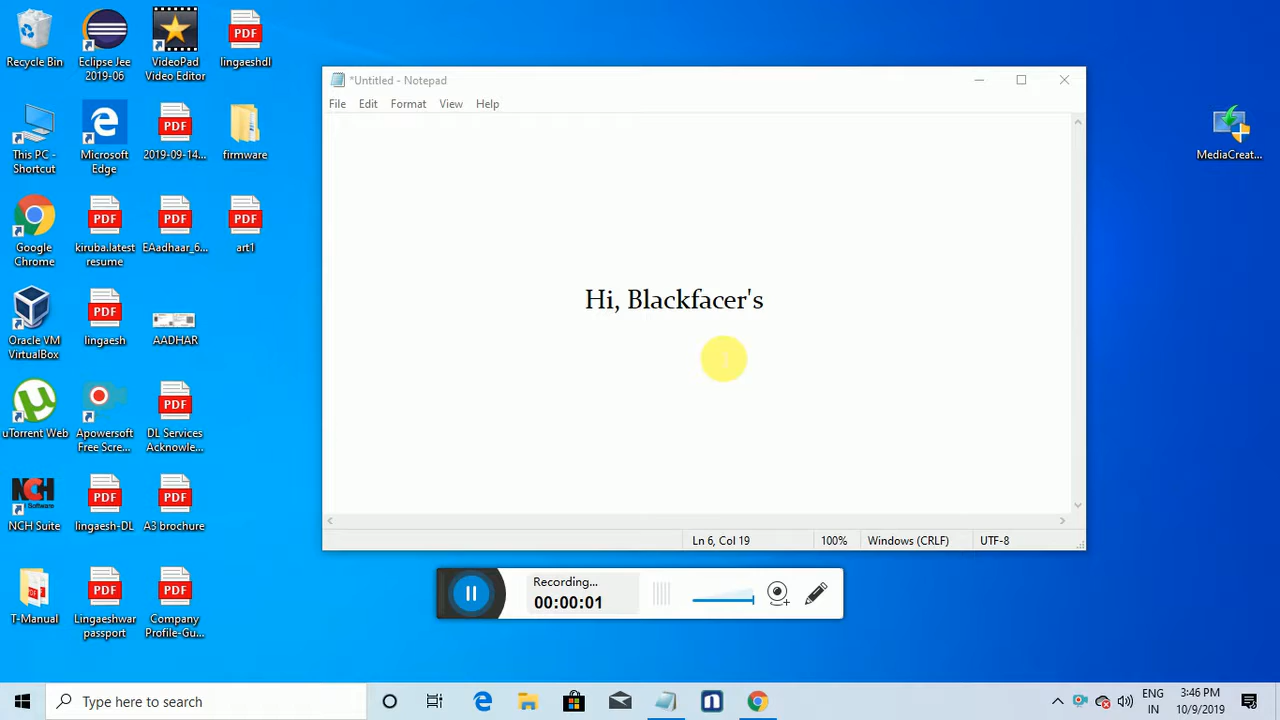 Recycle Bin
Eclipse Jee
2019-06
VideoPad
Video Editor
PDF
lingaeshdl
This PC -
Shortcut
Microsoft
Edge
PDF
2019-09-14...
firmware
MediaCreat...
Google
Chrome
PDF
kiruba.latest
resume
PDF
EAadhaar_6...
PDF
art1
Oracle VM
VirtualBox
PDF
lingaesh
AADHAR
uTorrent Web
Apowersoft
Free Scre...
PDF
DL Services
Acknowle...
NCH
Software
NCH Suite
PDF
lingaesh-DL
PDF
A3 brochure
T-Manual
PDF
Lingaeshwar
passport
PDF
Company
Profile-Gu...
*Untitled - Notepad
File Edit Format View Help
Hi, Blackfacer's
Ln 6, Col 19 100% Windows (CRLF) UTF-8
Recording...
00:00:01
Type here to search
ENG
IN
3:46 PM
10/9/2019